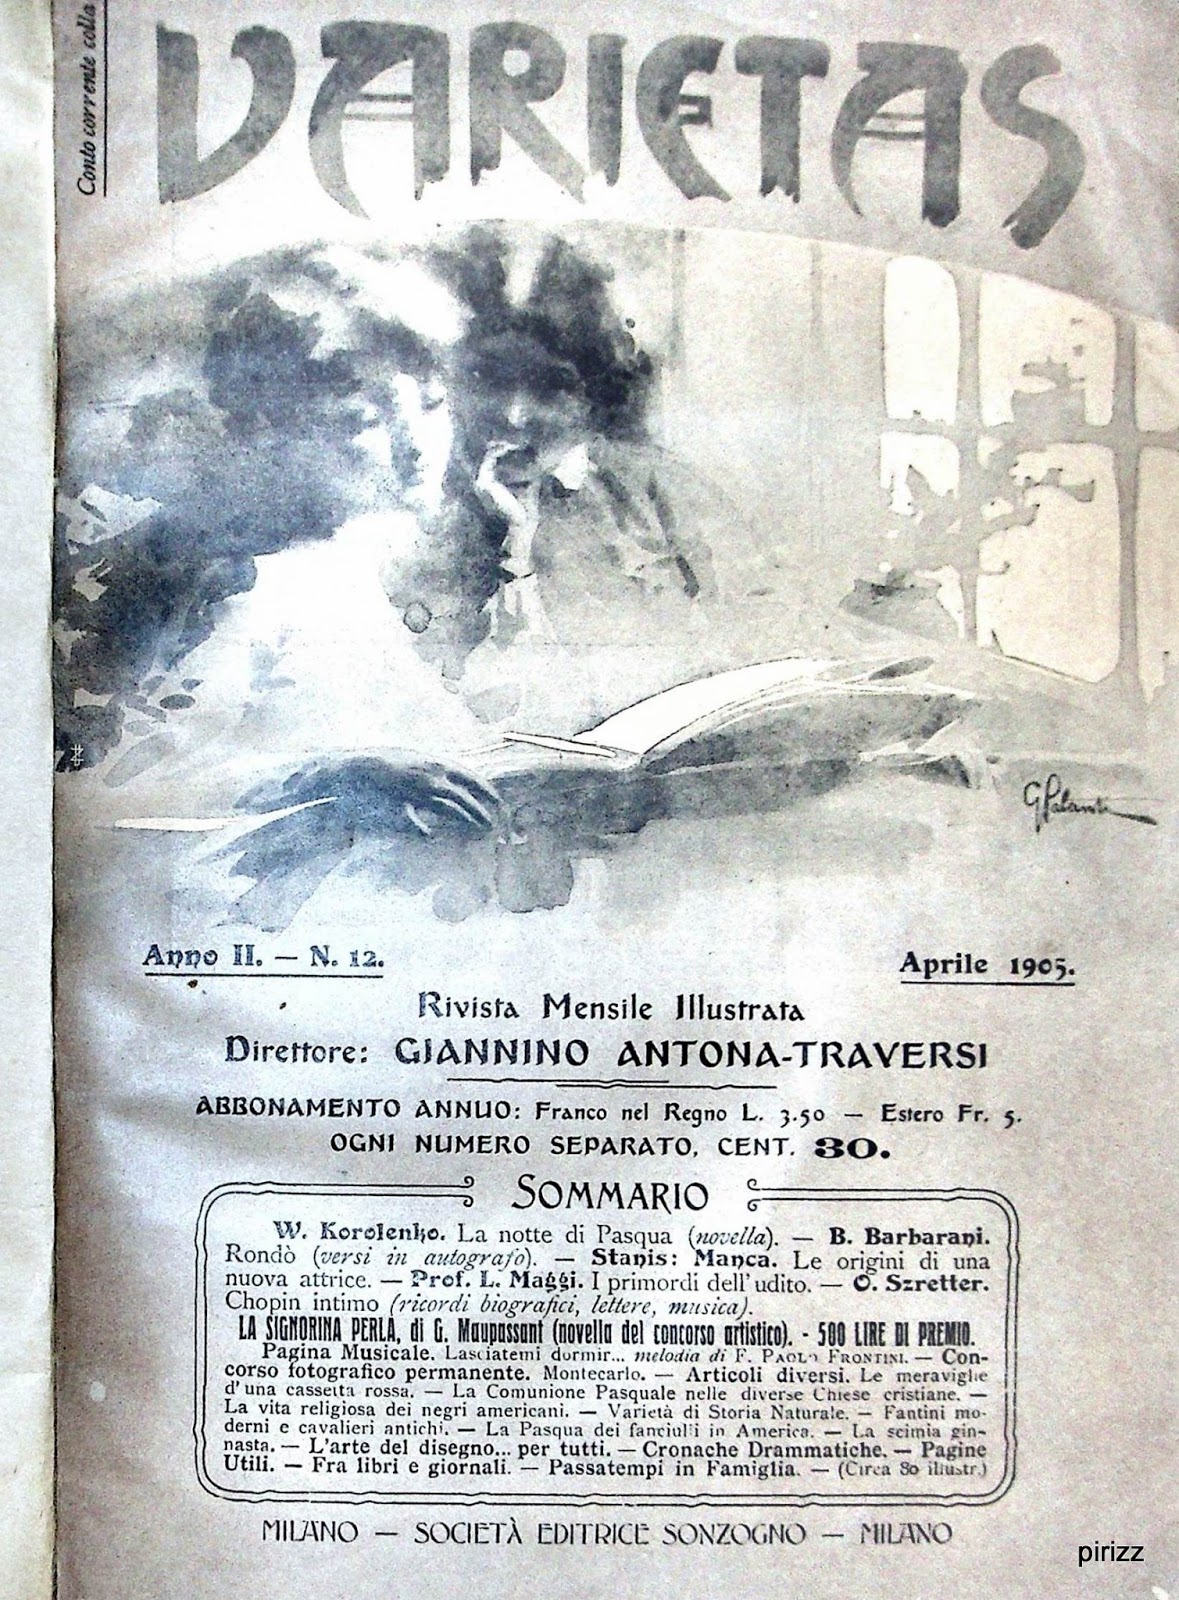 Conto corrente colla
VARIETAS
G Palanti
Anno II. — N. 12.
Aprile 1905.
Rivista Mensile Illustrata
Direttore: GIANNINO ANTONA-TRAVERSI
ABBONAMENTO ANNUO: Franco nel Regno L. 3.50 — Estero Fr. 5.
OGNI NUMERO SEPARATO, CENT. 30.
SOMMARIO
W. Korolenko. La notte di Pasqua (novella). — B. Barbarani.
Rondò (versi in autografo). — Stanis: Manca. Le origini di una
nuova attrice. — Prof. L. Maggi. I primordi dell'udito. — O. Szretter.
Chopin intimo (ricordi biografici, lettere, musica).
LA SIGNORINA PERLA, di G. Maupassant (novella del concorso artistico). - 500 LIRE DI PREMIO.
Pagina Musicale. Lasciatemi dormir... melodia di F. PAOLO FRONTINI. — Con-
corso fotografico permanente. Montecarlo. — Articoli diversi. Le meraviglie
d'una cassetta rossa. — La Comunione Pasquale nelle diverse Chiese cristiane. —
La vita religiosa dei negri americani. — Varietà di Storia Naturale. — Fantini mo-
derni e cavalieri antichi. — La Pasqua dei fanciulli in America. — La scimia gin-
nasta. — L'arte del disegno... per tutti. — Cronache Drammatiche. — Pagine
Utili. — Fra libri e giornali. — Passatempi in Famiglia. — (Circa 80 illustr.)
MILANO — SOCIETÀ EDITRICE SONZOGNO — MILANO
pirizz